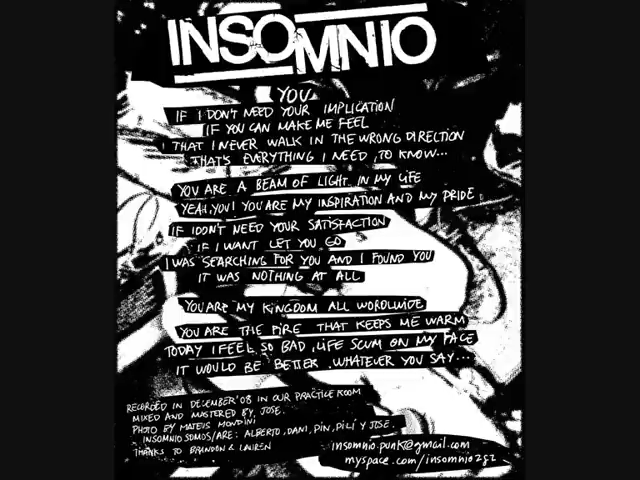 INSOMNIO
YOU
IF I DON'T NEED YOUR IMPLICATION
IF YOU CAN MAKE ME FEEL
THAT I NEVER WALK IN THE WRONG DIRECTION
THAT'S EVERYTHING I NEED, TO KNOW...
YOU ARE A BEAM OF LIGHT IN MY LIFE
YEAH, YOU! YOU ARE MY INSPIRATION AND MY PRIDE
IF I DON'T NEED YOUR SATISFACTION
IF I WANT LET YOU GO
I WAS SEARCHING FOR YOU AND I FOUND YOU
IT WAS NOTHING AT ALL
YOU ARE MY KINGDOM ALL WORDLWIDE
YOU ARE THE FIRE THAT KEEPS ME WARM
TODAY I FEEL SO BAD, LIFE SCUM ON MY FACE
IT WOULD BE BETTER, WHATEVER YOU SAY...
RECORDED IN DECEMBER '08 IN OUR PRACTICE ROOM
MIXED AND MASTERED BY JOSE.
PHOTO BY MATEUS MONDINI
INSOMNIO SOMOS/ARE: ALBERTO, DANI, PIN, PILI Y JOSE.
THANKS TO BRANDON & LAUREN
insomnio.punk@gmail.com
myspace.com/insomnio292